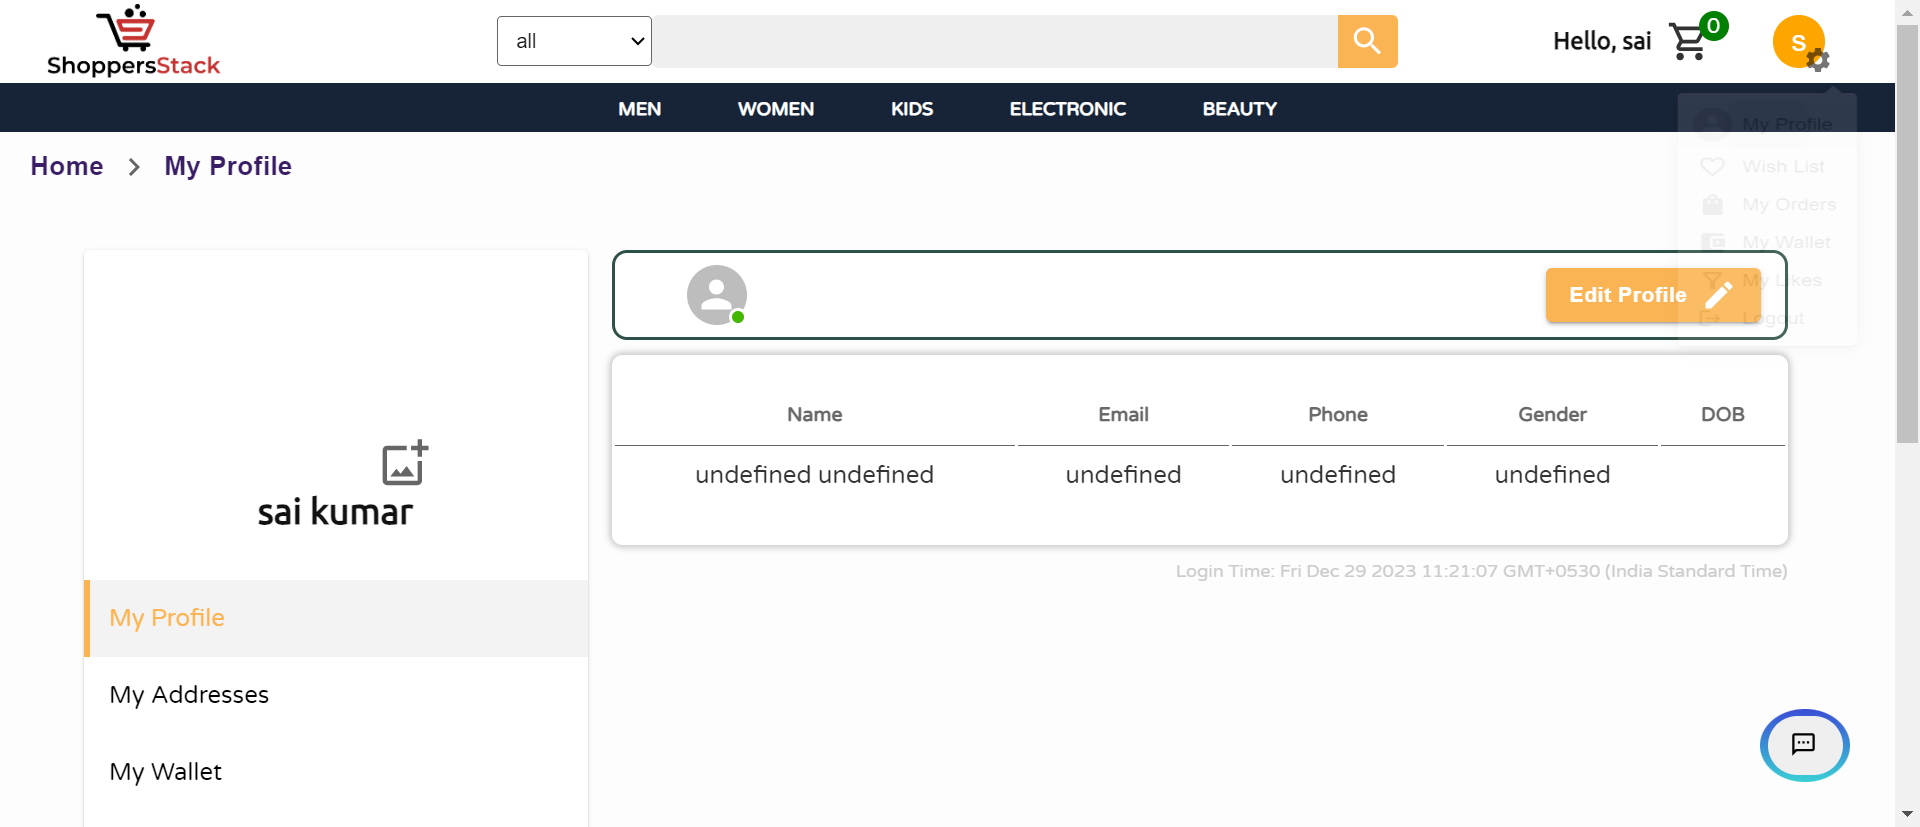 ShoppersStack
all
Hello, sai
0
S
MEN WOMEN KIDS ELECTRONIC BEAUTY
Home My Profile
My Profile
Wish List
My Orders
My Wallet
My Likes
Logout
Edit Profile
sai kumar
My Profile
My Addresses
My Wallet
Name Email Phone Gender DOB
undefined undefined undefined undefined undefined
Login Time: Fri Dec 29 2023 11:21:07 GMT+0530 (India Standard Time)